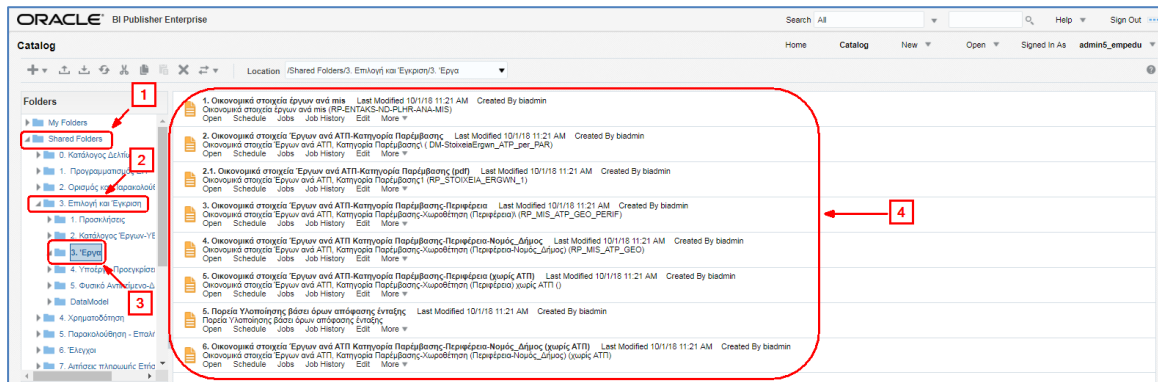 ORACLE® BI Publisher Enterprise Search All Help Sign Out
Catalog Home Catalog New Open Signed In As admin5_empedu
Location /Shared Folders/3. Επιλογή και Έγκριση/3. Έργα
Folders
1
My Folders
Shared Folders
0. Κατάλογος Δελτίω
2
1. Προγραμματισμός
2. Ορισμός και Παρακολούθ
3. Επιλογή και Έγκριση
1. Προσκλήσεις
2. Κατάλογος Έργων-ΥΕ
3. Έργα
4. Υποέργα-Προεγκρίσει
5. Φυσικό Αντικείμενο-Δ
3
DataModel
4. Χρηματοδότηση
5. Παρακολούθηση - Επαλη
6. Έλεγχοι
7. Αιτήσεις πληρωμής Ετήσ
1. Οικονομικά στοιχεία έργων ανά mis Last Modified 10/1/18 11:21 AM Created By biadmin
Οικονομικά στοιχεία έργων ανά mis (RP-ENTAKS-ND-PLHR-ANA-MIS)
Open Schedule Jobs Job History Edit More
2. Οικονομικά στοιχεία Έργων ανά ΑΤΠ-Κατηγορία Παρέμβασης Last Modified 10/1/18 11:21 AM Created By biadmin
Οικονομικά στοιχεία Έργων ανά ΑΤΠ, Κατηγορία Παρέμβασης\ ( DM-StoixeiaErgwn_ATP_per_PAR)
Open Schedule Jobs Job History Edit More
2.1. Οικονομικά στοιχεία Έργων ανά ΑΤΠ-Κατηγορία Παρέμβασης (pdf) Last Modified 10/1/18 11:21 AM Created By biadmin
Οικονομικά στοιχεία Έργων ανά ΑΤΠ, Κατηγορία Παρέμβασης1 (RP_STOIXEIA_ERGWN_1)
Open Schedule Jobs Job History Edit More
3. Οικονομικά στοιχεία Έργων ανά ΑΤΠ-Κατηγορία Παρέμβασης-Περιφέρεια Last Modified 10/1/18 11:21 AM Created By biadmin
Οικονομικά στοιχεία Έργων ανά ΑΤΠ, Κατηγορία Παρέμβασης-Χωροθέτηση (Περιφέρεια)\ (RP_MIS_ATP_GEO_PERIF)
Open Schedule Jobs Job History Edit More
4
4. Οικονομικά στοιχεία Έργων ανά ΑΤΠ-Κατηγορία Παρέμβασης-Περιφέρεια-Νομός_Δήμος Last Modified 10/1/18 11:21 AM Created By biadmin
Οικονομικά στοιχεία Έργων ανά ΑΤΠ, Κατηγορία Παρέμβασης-Χωροθέτηση (Περιφέρεια-Νομός_Δήμος) (RP_MIS_ATP_GEO)
Open Schedule Jobs Job History Edit More
5. Οικονομικά στοιχεία Έργων ανά ΑΤΠ-Κατηγορία Παρέμβασης-Περιφέρεια (χωρίς ΑΤΠ) Last Modified 10/1/18 11:21 AM Created By biadmin
Οικονομικά στοιχεία Έργων ανά ΑΤΠ, Κατηγορία Παρέμβασης-Χωροθέτηση (Περιφέρεια) χωρίς ΑΤΠ ()
Open Schedule Jobs Job History Edit More
5. Πορεία Υλοποίησης βάσει όρων απόφασης ένταξης Last Modified 10/1/18 11:21 AM Created By biadmin
Πορεία Υλοποίησης βάσει όρων απόφασης ένταξης
Open Schedule Jobs Job History Edit More
6. Οικονομικά στοιχεία Έργων ανά ΑΤΠ-Κατηγορία Παρέμβασης-Περιφέρεια-Νομός_Δήμος (χωρίς ΑΤΠ) Last Modified 10/1/18 11:21 AM Created By biadmin
Οικονομικά στοιχεία Έργων ανά ΑΤΠ, Κατηγορία Παρέμβασης-Χωροθέτηση (Περιφέρεια-Νομός_Δήμος) (χωρίς ΑΤΠ)
Open Schedule Jobs Job History Edit More